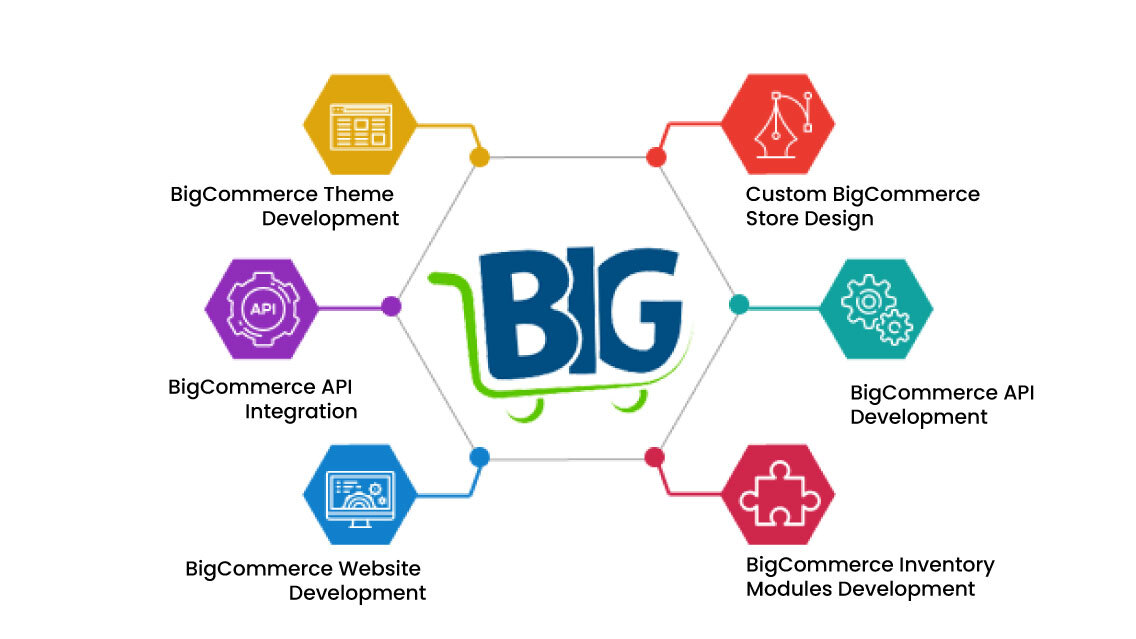 BigCommerce Theme
Development
Custom BigCommerce
Store Design
API
BIG
BigCommerce API
Integration
BigCommerce API
Development
BigCommerce Website
Development
BigCommerce Inventory
Modules Development